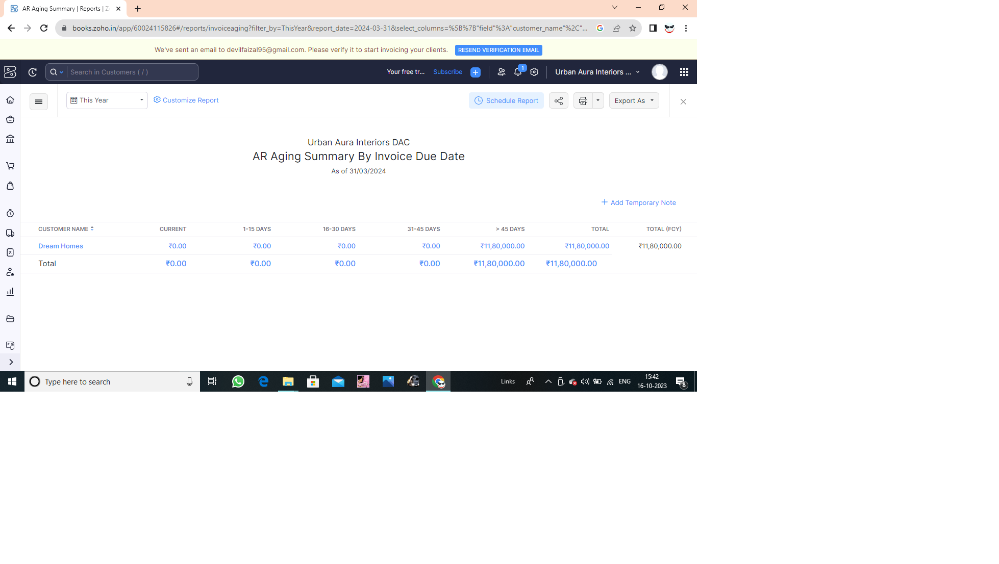 AR Aging Summary | Reports | Z
books.zoho.in/app/60024115826#/reports/invoiceaging?filter_by=ThisYear&report_date=2024-03-31&select_columns=%5B%7B"field"%3A"customer_name"%2C"...
We've sent an email to devilfaizal95@gmail.com. Please verify it to start invoicing your clients. RESEND VERIFICATION EMAIL
Search in Customers ( / ) Your free tr... Subscribe 1 Urban Aura Interiors ...
This Year Customize Report Schedule Report Export As
Urban Aura Interiors DAC
AR Aging Summary By Invoice Due Date
As of 31/03/2024
Add Temporary Note
CUSTOMER NAME CURRENT 1-15 DAYS 16-30 DAYS 31-45 DAYS > 45 DAYS TOTAL TOTAL (FCY)
Dream Homes ₹0.00 ₹0.00 ₹0.00 ₹0.00 ₹11,80,000.00 ₹11,80,000.00 ₹11,80,000.00
Total ₹0.00 ₹0.00 ₹0.00 ₹0.00 ₹11,80,000.00 ₹11,80,000.00
Type here to search Links ENG 15:42
16-10-2023 8